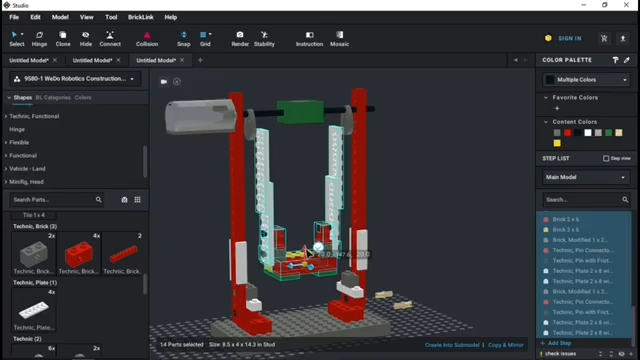 Studio
File Edit Model View Tool BrickLink Help
Select Hinge Clone Hide Connect Collision Snap Grid Render Stability Instruction Mosaic SIGN IN
Untitled Model* Untitled Model* Untitled Model* COLOR PALETTE
9580-1 WeDo Robotics Construction... Multiple Colors
Shapes BL Categories Colors Favorite Colors
Technic, Functional
Hinge Content Colors
Flexible
Functional
Vehicle - Land STEP LIST Step view
Minifig, Head Main Model
Search Parts... Search...
Tile 1 x 4 Brick 2 x 6
Technic, Brick (3) Brick 2 x 6
2x 4x 2 Brick, Modified 1 x 2...
Technic, Pin Connecto...
Technic, Pin with Fricti...
Technic, Brick... Technic, Brick... Technic, Brick... Technic, Plate 2 x 8 wi...
Technic, Plate (1) Technic, Plate 2 x 8 wi...
4x Brick, Modified 1 x 2...
Technic, Pin Connecto...
Technic, Pin with Fricti...
Technic, Plate... Technic, Plate 2 x 8 wi...
Technic (2) Technic, Plate 2 x 8 wi...
Add Step
14 Parts selected Size: 8.5 x 4 x 14.3 in Stud Create into Submodel Copy & Mirror check issues